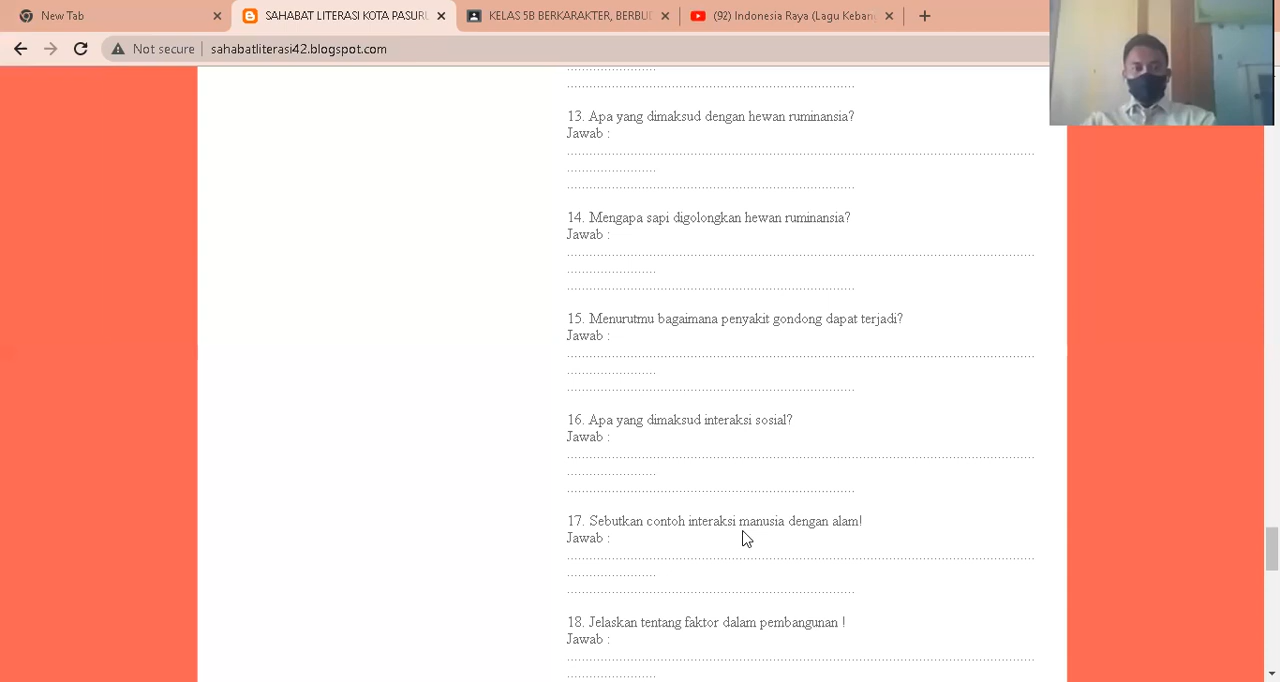 New Tab
SAHABAT LITERASI KOTA PASURU
KELAS 5B BERKARAKTER, BERBUD
(92) Indonesia Raya (Lagu Keban
Not secure
sahabatliterasi42.blogspot.com
13. Apa yang dimaksud dengan hewan ruminansia?
Jawab :
14. Mengapa sapi digolongkan hewan ruminansia?
Jawab :
15. Menurutmu bagaimana penyakit gondong dapat terjadi?
Jawab :
16. Apa yang dimaksud interaksi sosial?
Jawab :
17. Sebutkan contoh interaksi manusia dengan alam!
Jawab :
18. Jelaskan tentang faktor dalam pembangunan !
Jawab :